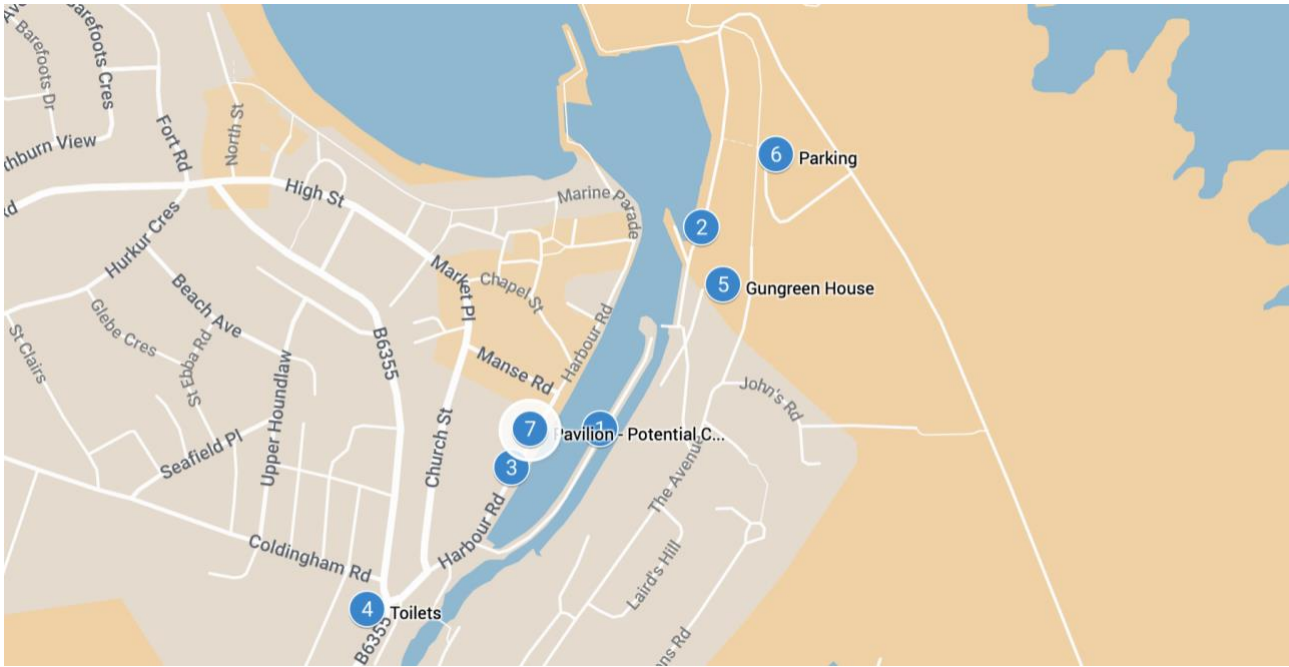 Barefoots Cres
Barefoots Dr
thburn View
Fort Rd
North St
High St
Marine Parade
6 Parking
2
5 Gungreen House
Hurkur Cres
Beach Ave
Market Pl
Chapel St
Glebe Cres
St Ebba Rd
St Clairs
B6355
Manse Rd
Harbour Rd
Upper Houndlaw
Seafield Pl
Church St
John's Rd
7 Pavilion - Potential C...
1
3
The Avenue
Harbour Rd
Coldingham Rd
Laird's Hill
4 Toilets
B6355
ons Rd